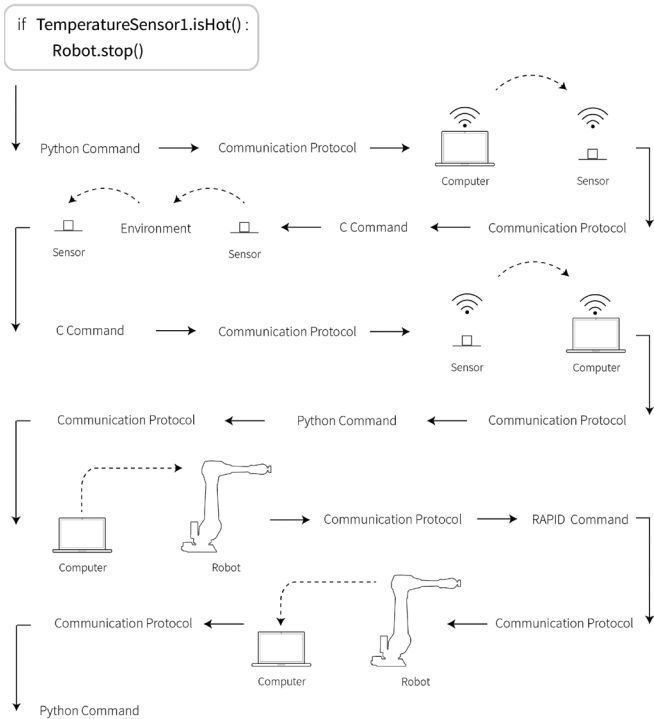 if TemperatureSensor1.isHot() :
Robot.stop()
Python Command
Communication Protocol
Computer
Sensor
Communication Protocol
C Command
Sensor
Environment
Sensor
C Command
Communication Protocol
Sensor
Computer
Communication Protocol
Python Command
Communication Protocol
Computer
Robot
Communication Protocol
RAPID Command
Communication Protocol
Robot
Computer
Communication Protocol
Python Command